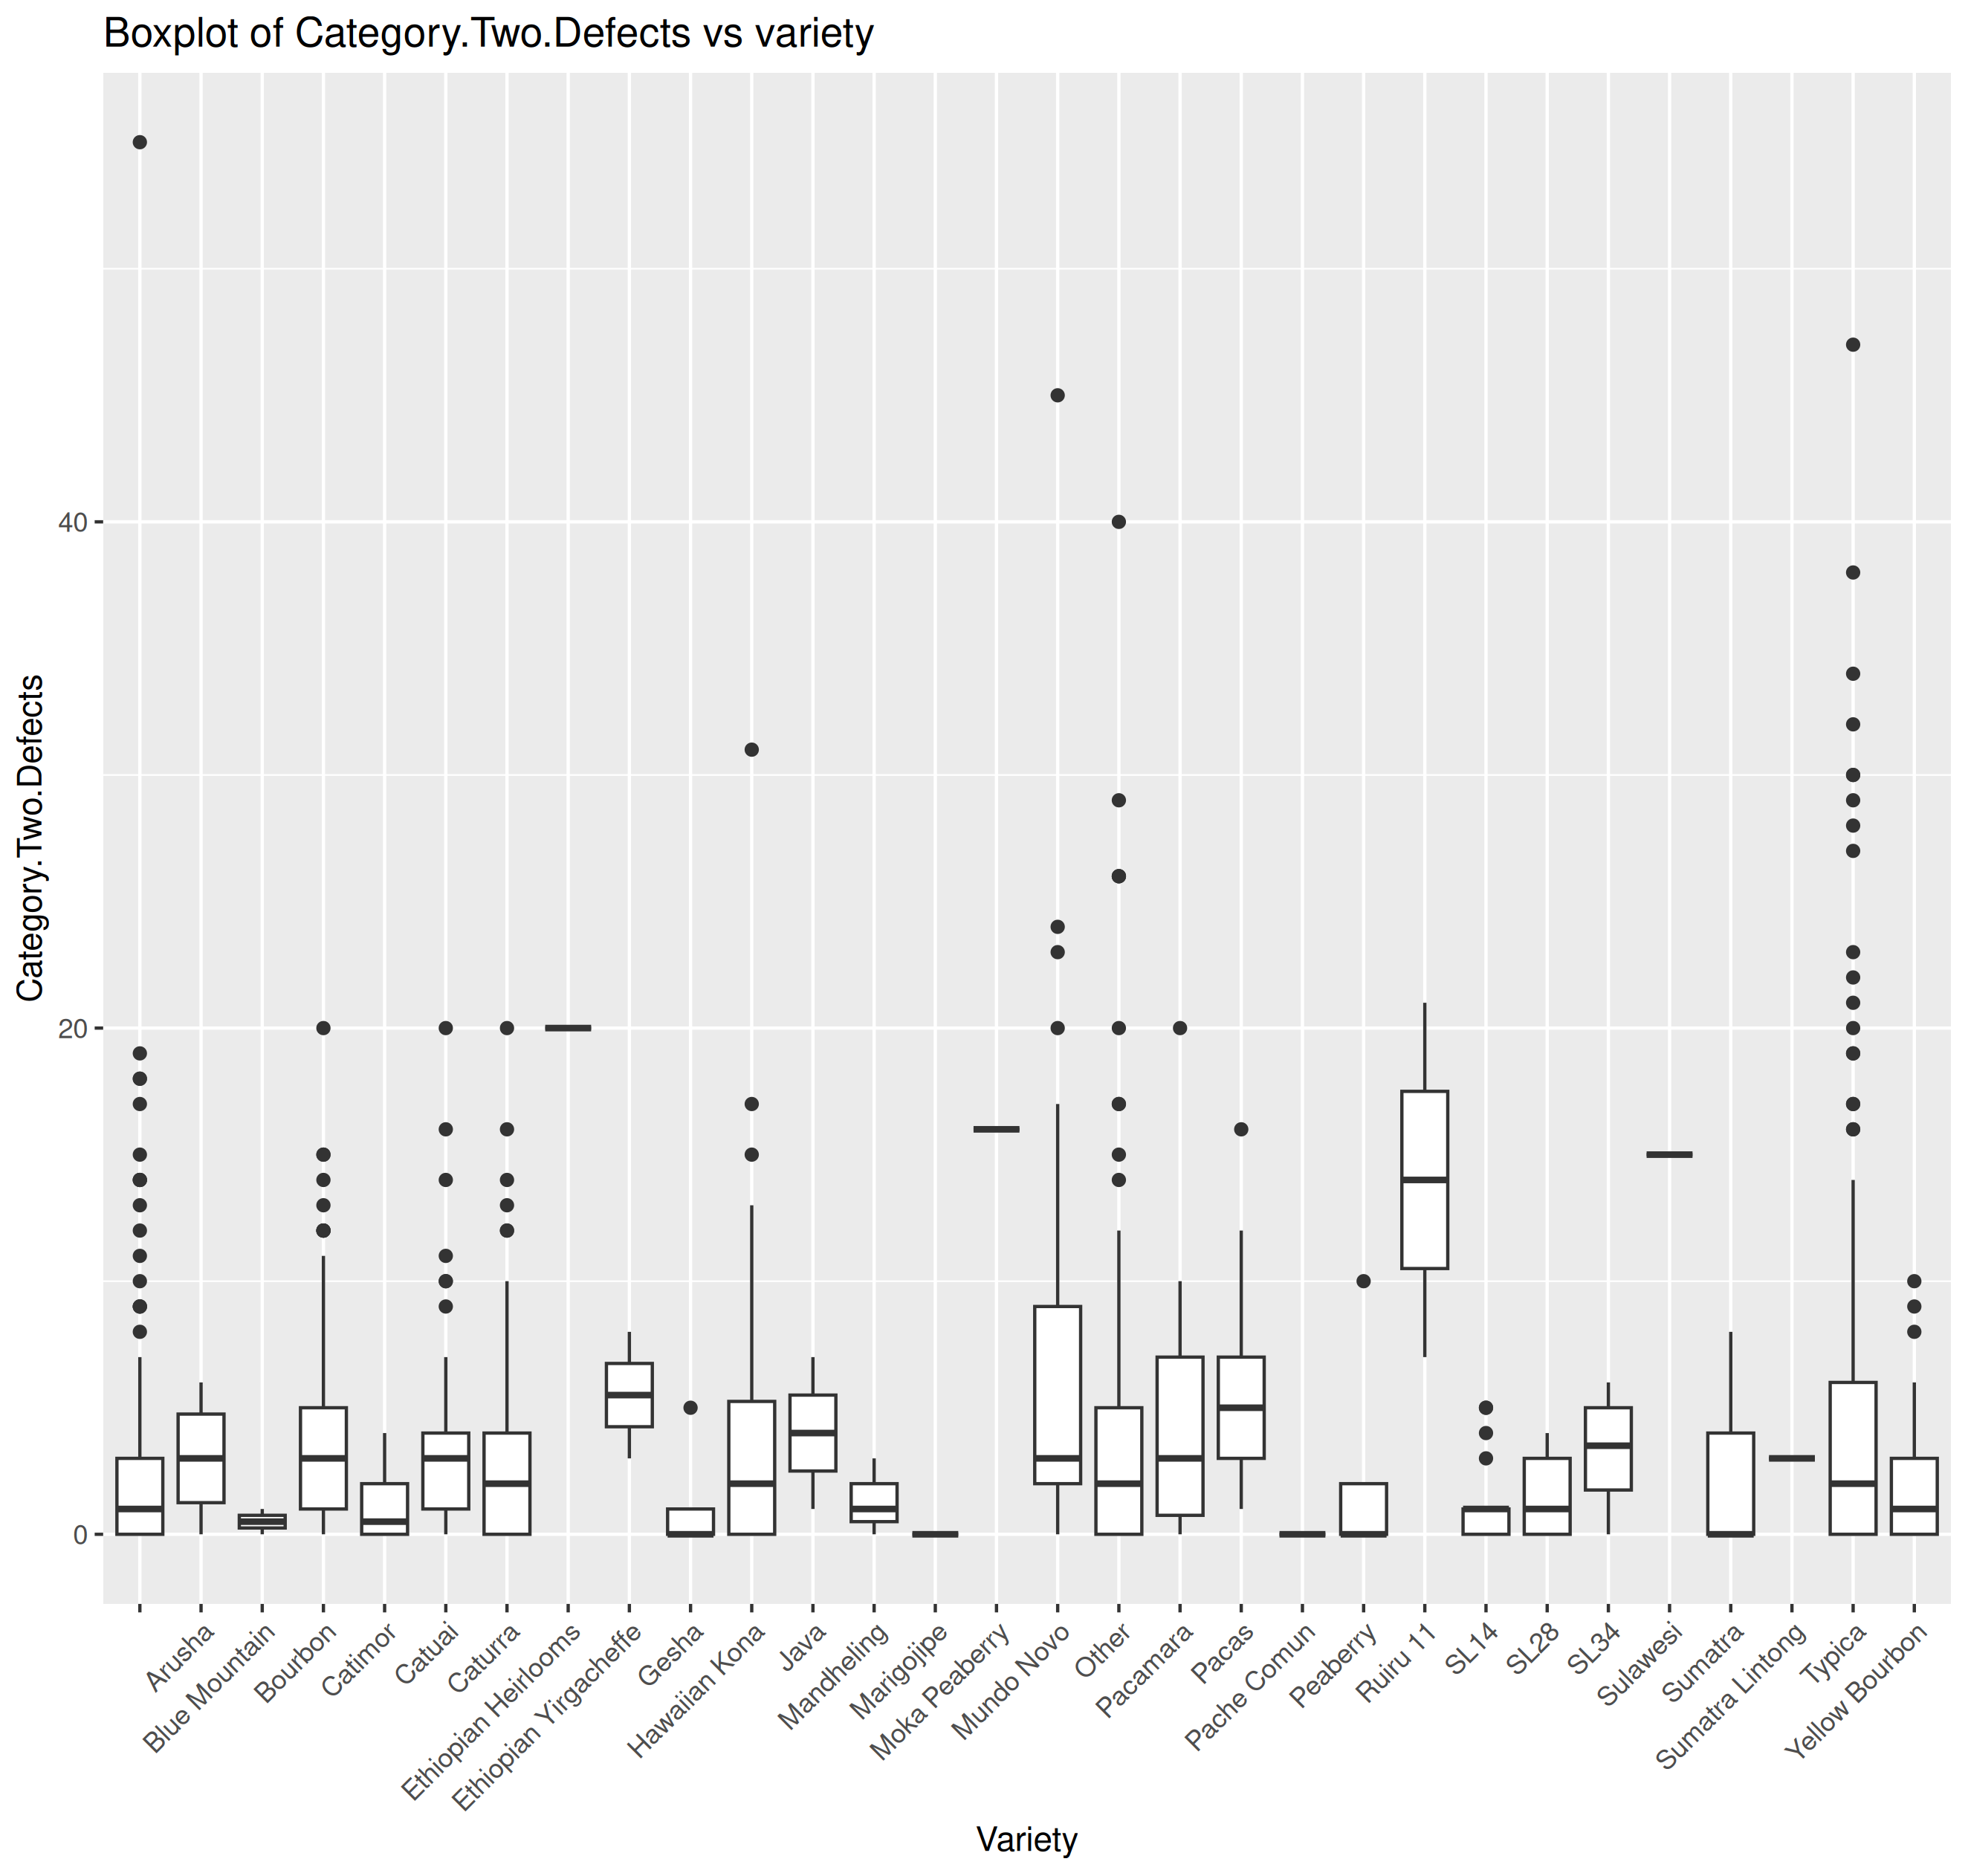 Boxplot of Category.Two.Defects vs variety
Category.Two.Defects
40
20
0
Arusha
Blue Mountain
Bourbon
Catimor
Catuai
Caturra
Ethiopian Heirlooms
Ethiopian Yirgacheffe
Gesha
Hawaiian Kona
Java
Mandheling
Marigojipe
Moka Peaberry
Mundo Novo
Other
Pacamara
Pacas
Pache Comun
Peaberry
Ruiru 11
SL14
SL28
SL34
Sulawesi
Sumatra
Sumatra Lintong
Typica
Yellow Bourbon
Variety